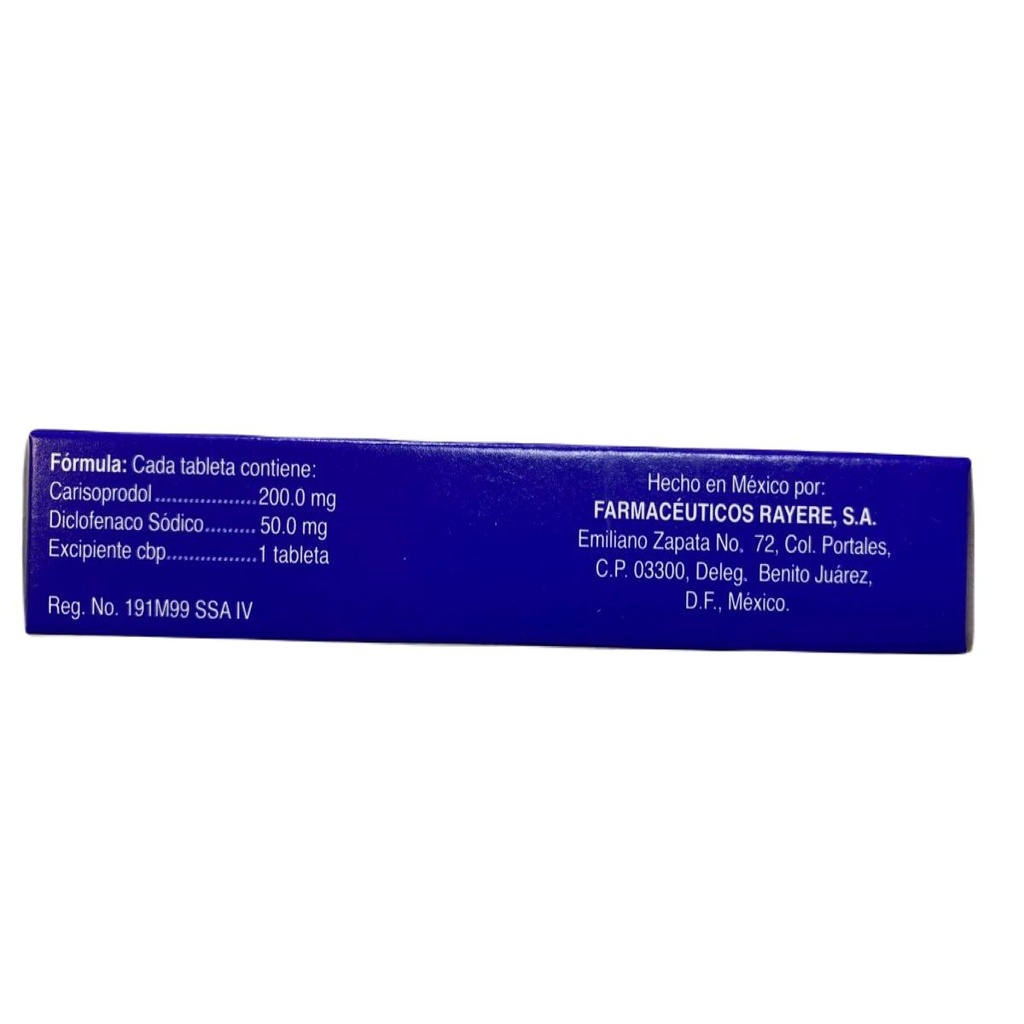 Fórmula: Cada tableta contiene:
Carisoprodol..................200.0 mg
Diclofenaco Sódico......... 50.0 mg
Excipiente cbp................1 tableta
Reg. No. 191M99 SSA IV
Hecho en México por:
FARMACÉUTICOS RAYERE, S.A.
Emiliano Zapata No. 72, Col. Portales,
C.P. 03300, Deleg. Benito Juárez,
D.F., México.